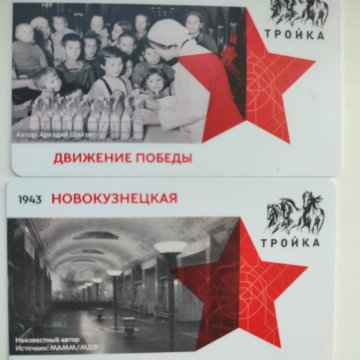 ТРОЙКА
Автор: Аркадий Шайхет
ДВИЖЕНИЕ ПОБЕДЫ
1943 НОВОКУЗНЕЦКАЯ
ТРОЙКА
Неизвестный автор
Источник: МАММ/МДФ